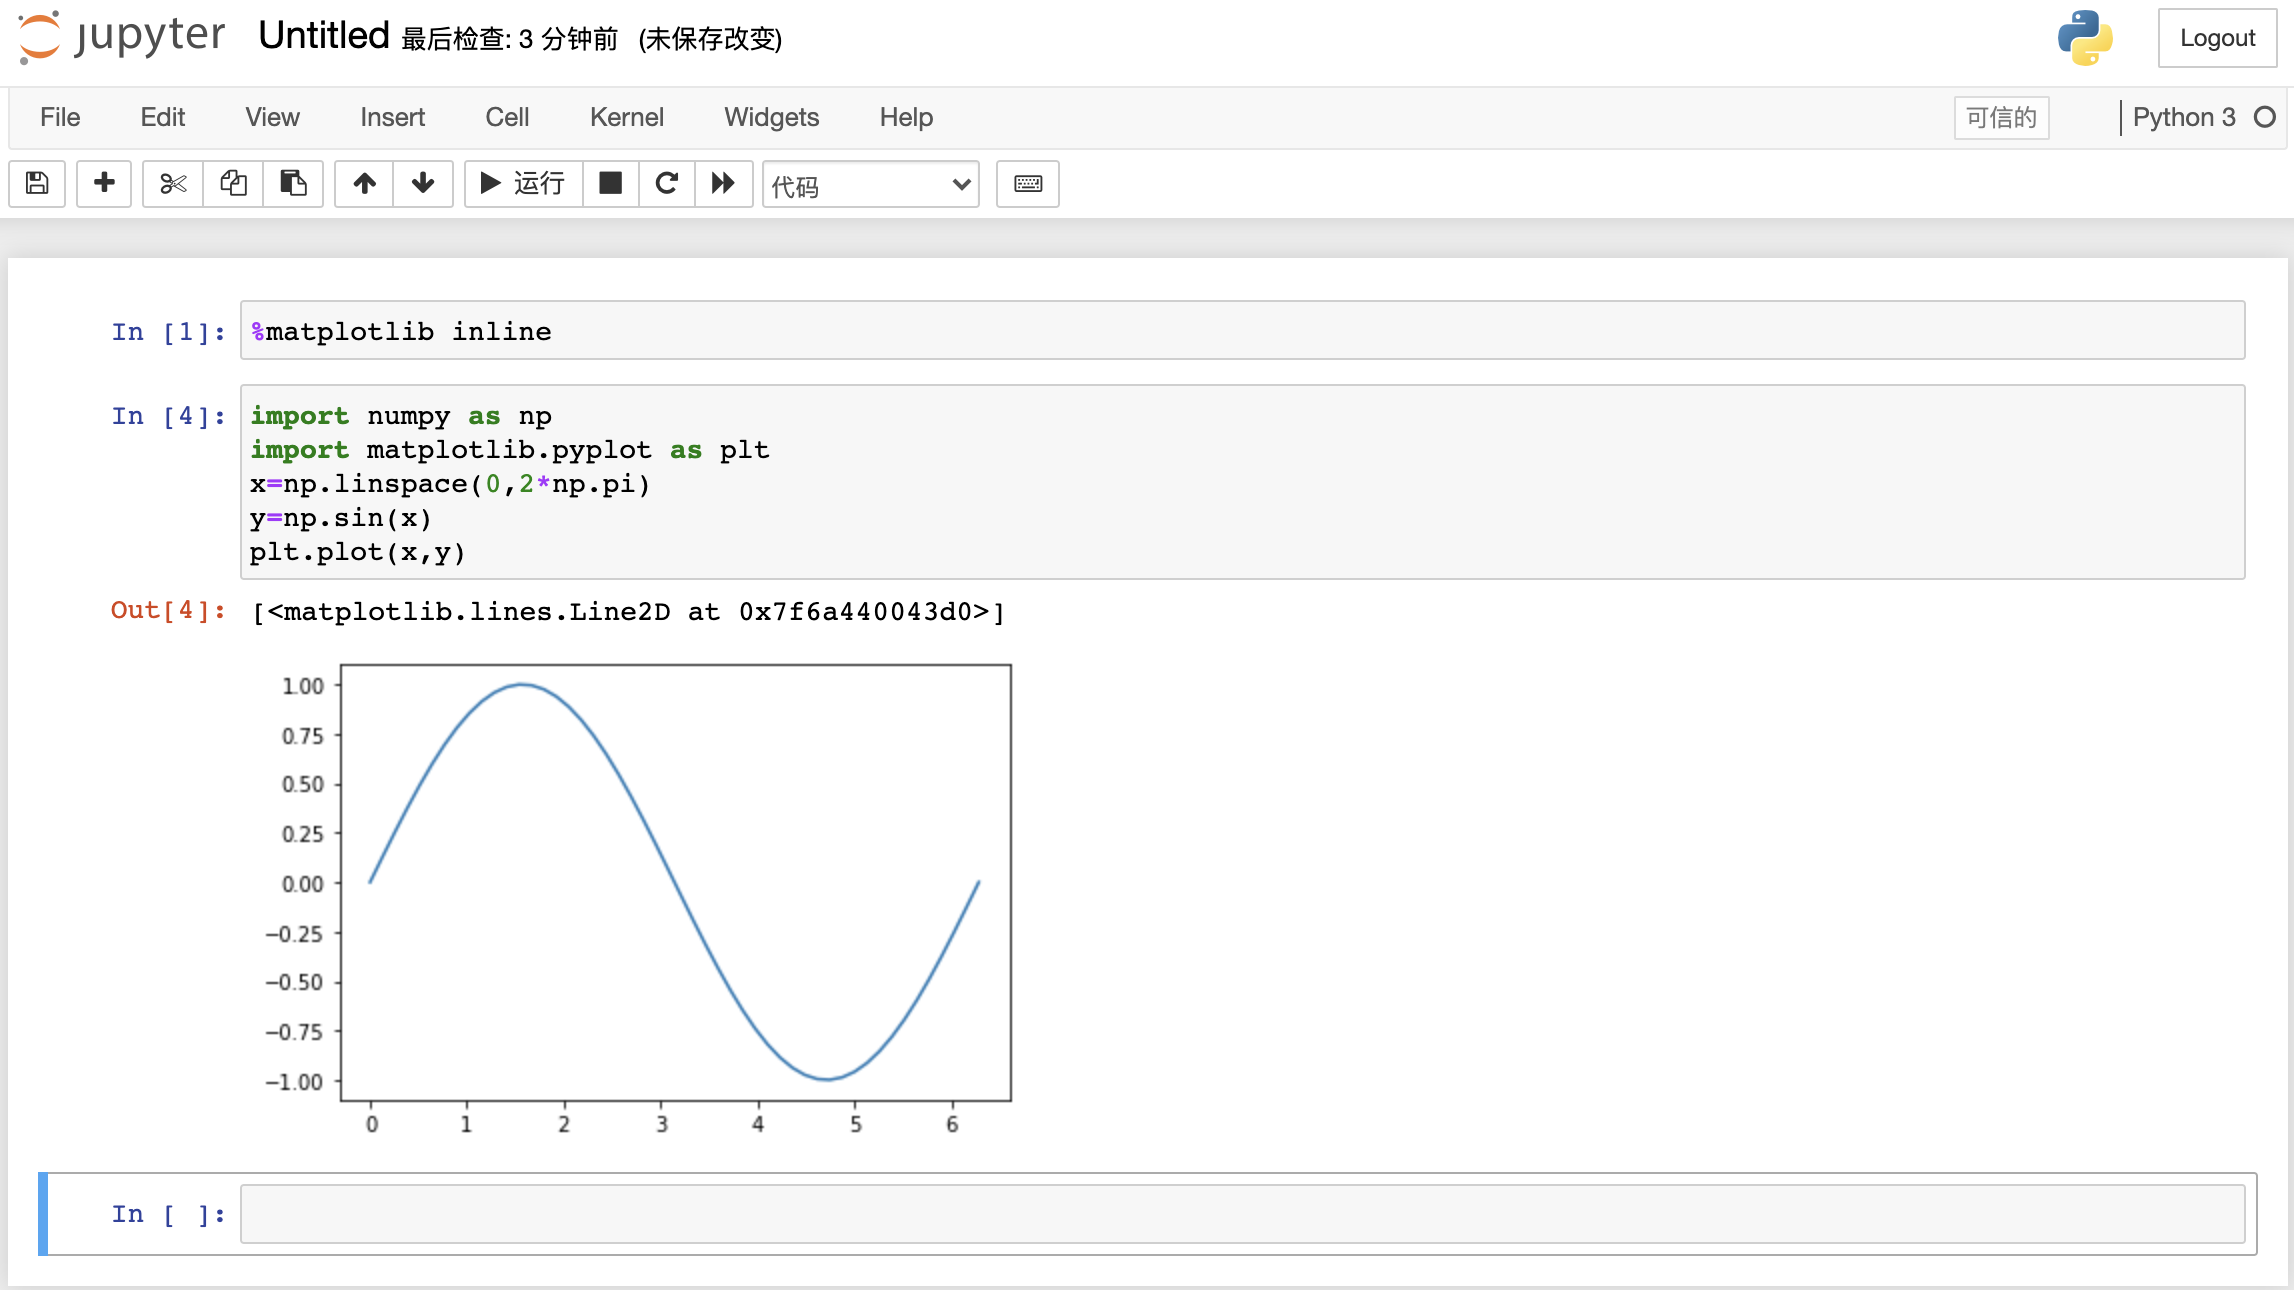 jupyter Untitled 最后检查: 3 分钟前 (未保存改变) Logout
File Edit View Insert Cell Kernel Widgets Help 可信的 Python 3
运行 代码
In [1]: %matplotlib inline
In [4]: import numpy as np
import matplotlib.pyplot as plt
x=np.linspace(0,2*np.pi)
y=np.sin(x)
plt.plot(x,y)
Out[4]: [<matplotlib.lines.Line2D at 0x7f6a440043d0>]
1.00
0.75
0.50
0.25
0.00
−0.25
−0.50
−0.75
−1.00
0 1 2 3 4 5 6
In [ ]: